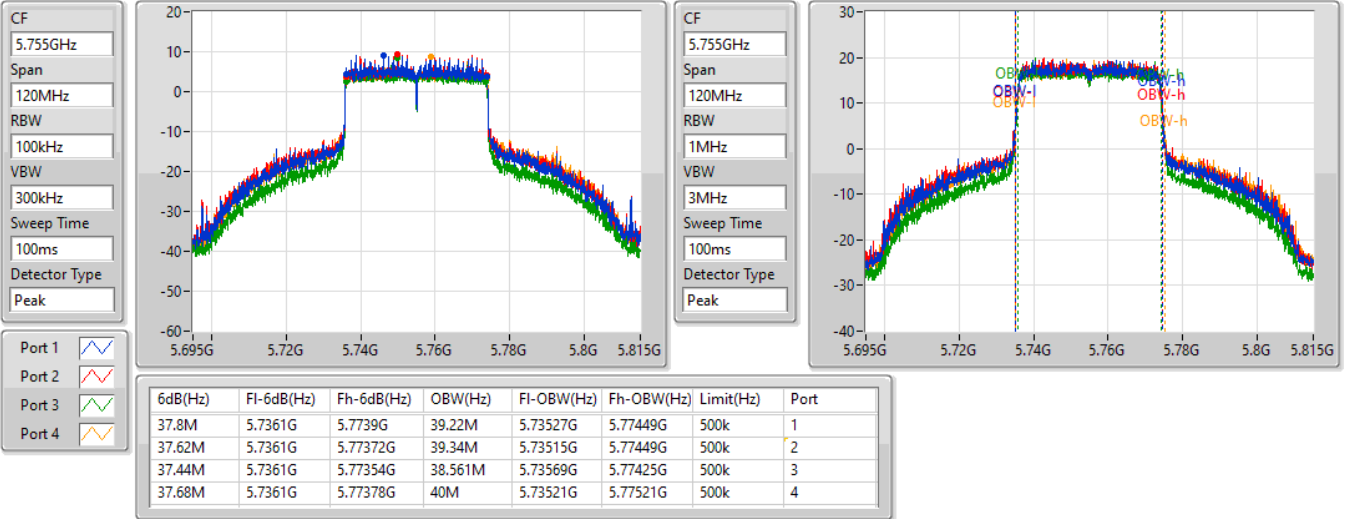 CF
5.755GHz
Span
120MHz
RBW
100kHz
VBW
300kHz
Sweep Time
100ms
Detector Type
Peak
20
10
0
-10
-20
-30
-40
-50
-60
5.695G 5.72G 5.74G 5.76G 5.78G 5.8G 5.815G
CF
5.755GHz
Span
120MHz
RBW
1MHz
VBW
3MHz
Sweep Time
100ms
Detector Type
Peak
30
20
10
0
-10
-20
-30
-40
OBW-l
OBW-l
OBW-h
OBW-h
OBW-h
5.695G 5.72G 5.74G 5.76G 5.78G 5.8G 5.815G
Port 1
Port 2
Port 3
Port 4
6dB(Hz) Fl-6dB(Hz) Fh-6dB(Hz) OBW(Hz) Fl-OBW(Hz) Fh-OBW(Hz) Limit(Hz) Port
37.8M 5.7361G 5.7739G 39.22M 5.73527G 5.77449G 500k 1
37.62M 5.7361G 5.77372G 39.34M 5.73515G 5.77449G 500k 2
37.44M 5.7361G 5.77354G 38.561M 5.73569G 5.77425G 500k 3
37.68M 5.7361G 5.77378G 40M 5.73521G 5.77521G 500k 4